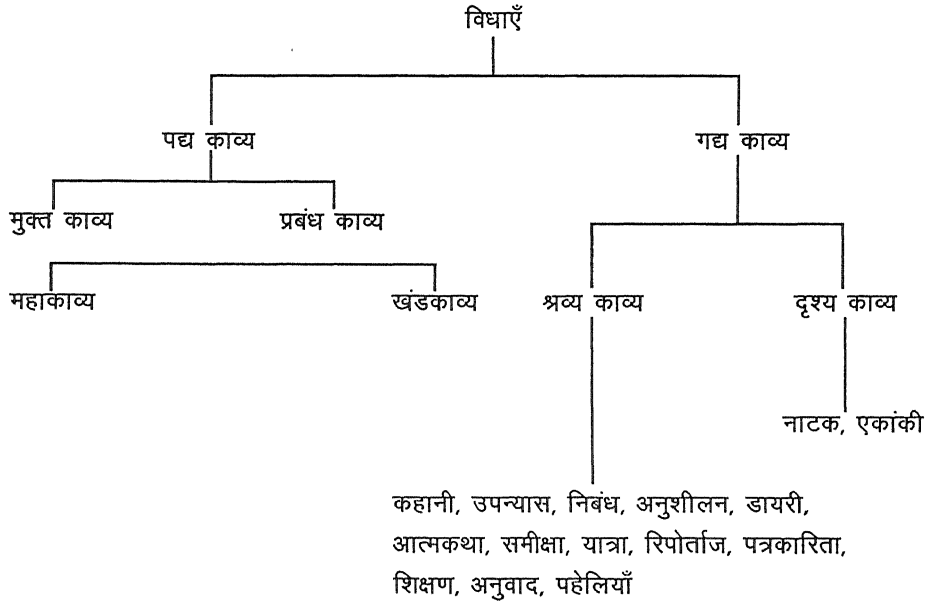 विधाएँ
पद्य काव्य
गद्य काव्य
मुक्त काव्य
प्रबंध काव्य
महाकाव्य
खंडकाव्य
श्रव्य काव्य
दृश्य काव्य
नाटक, एकांकी
कहानी, उपन्यास, निबंध, अनुशीलन, डायरी,
आत्मकथा, समीक्षा, यात्रा, रिपोर्ताज, पत्रकारिता,
शिक्षण, अनुवाद, पहेलियाँ